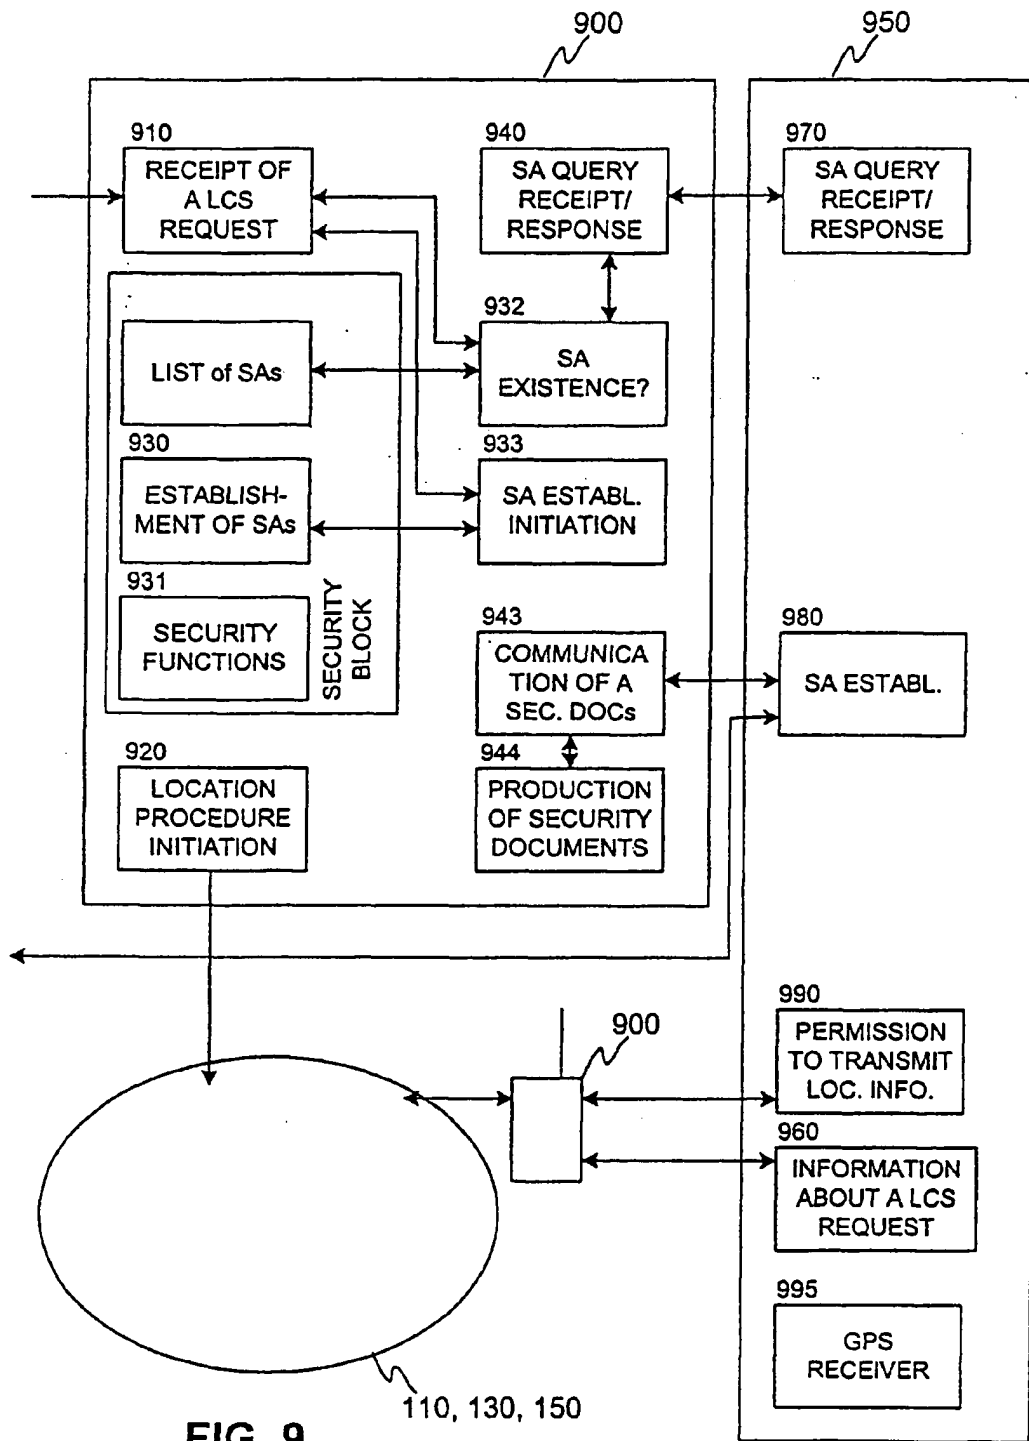 900
950
910
RECEIPT OF
A LCS
REQUEST
940
SA QUERY
RECEIPT/
RESPONSE
970
SA QUERY
RECEIPT/
RESPONSE
LIST of SAs
932
SA
EXISTENCE?
930
ESTABLISH-
MENT OF SAs
933
SA ESTABL.
INITIATION
931
SECURITY
FUNCTIONS
SECURITY
BLOCK
943
COMMUNICA
TION OF A
SEC. DOCs
980
SA ESTABL.
920
LOCATION
PROCEDURE
INITIATION
944
PRODUCTION
OF SECURITY
DOCUMENTS
900
990
PERMISSION
TO TRANSMIT
LOC. INFO.
960
INFORMATION
ABOUT A LCS
REQUEST
995
GPS
RECEIVER
110, 130, 150
FIG. 9